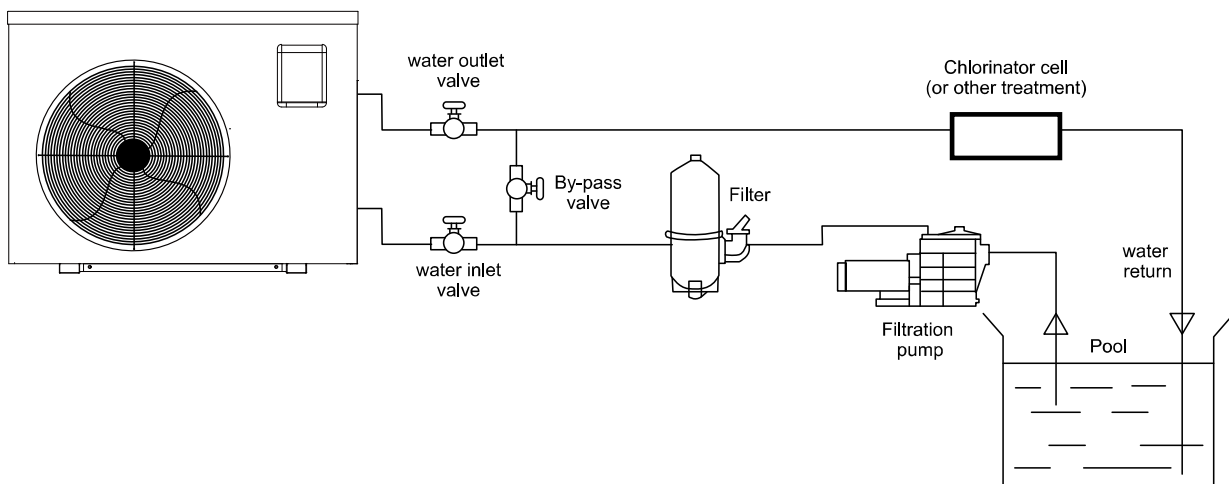 water outlet
valve
Chlorinator cell
(or other treatment)
By-pass
valve
Filter
water inlet
valve
water
return
Filtration
pump
Pool